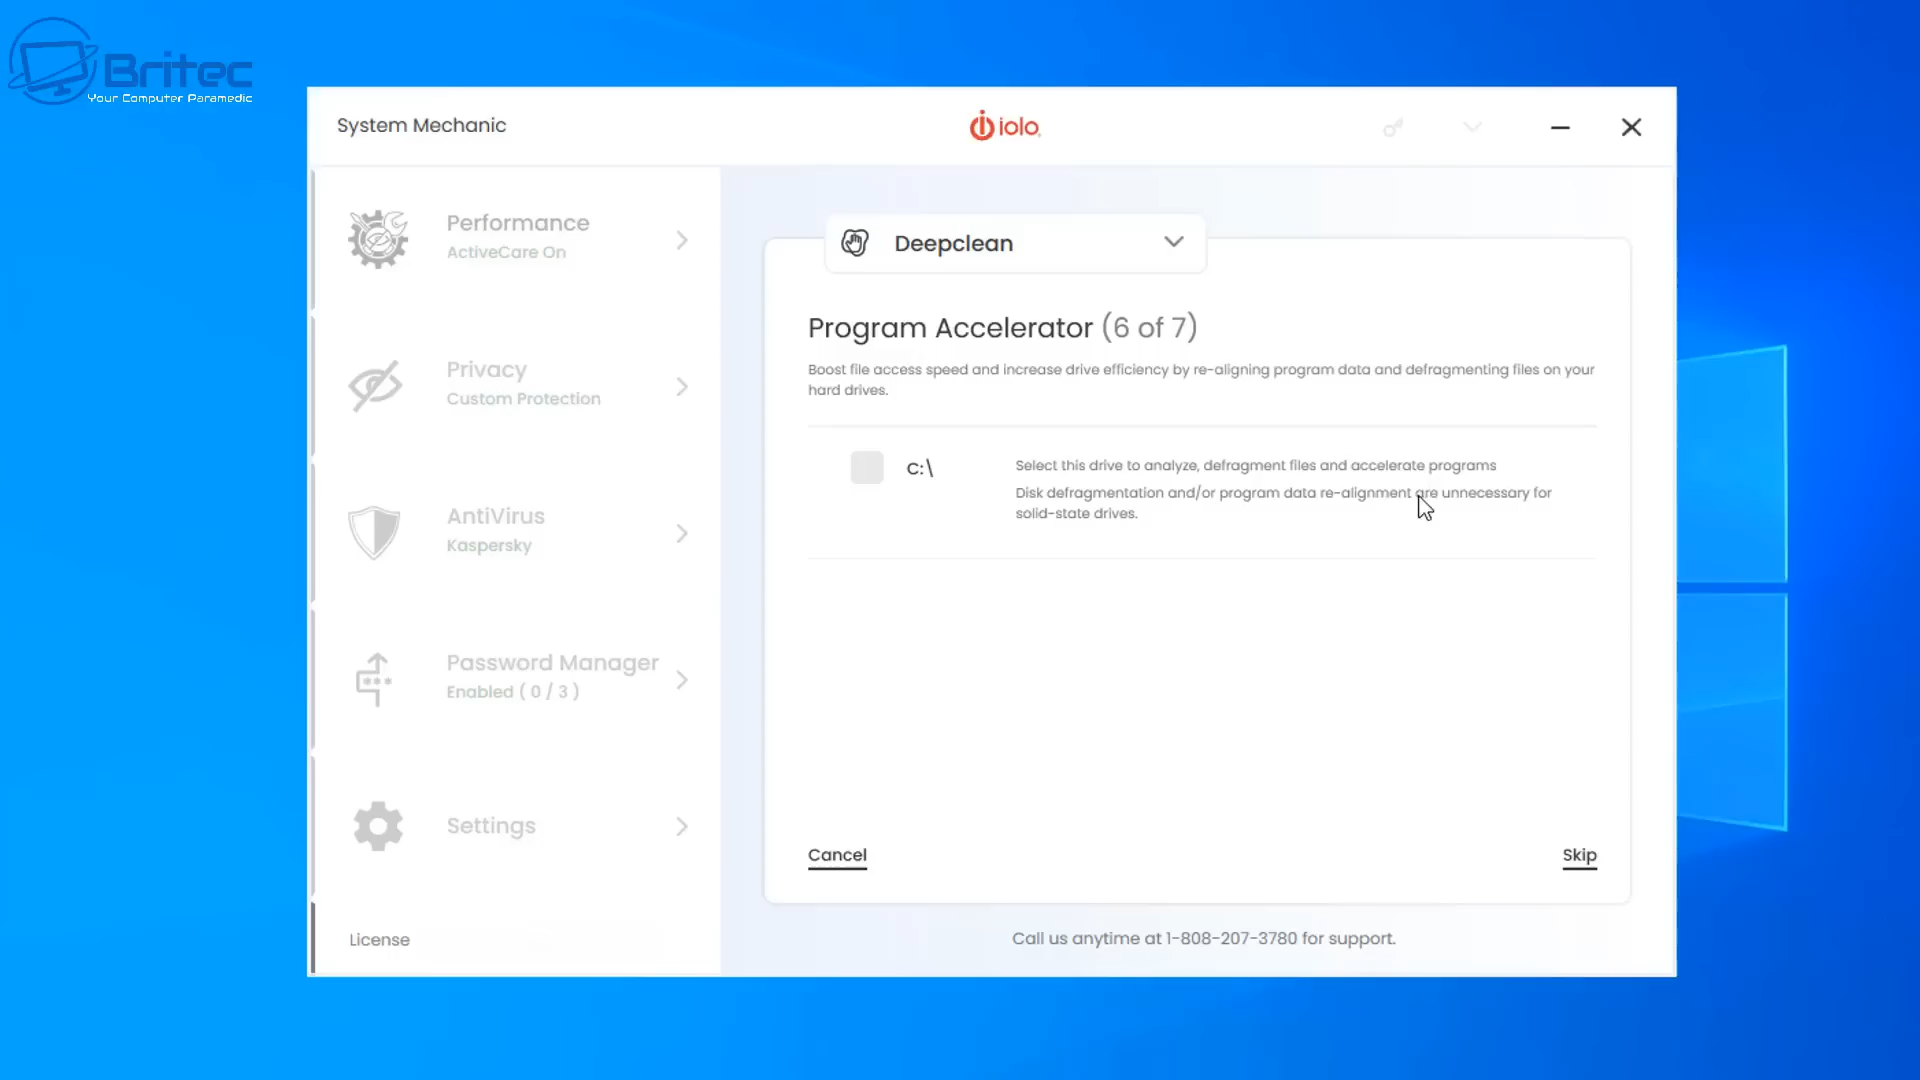 Britec
Your Computer Paramedic
System Mechanic
iolo
Performance
ActiveCare On
Privacy
Custom Protection
AntiVirus
Kaspersky
Password Manager
Enabled ( 0 / 3 )
Settings
License
Deepclean
Program Accelerator (6 of 7)
Boost file access speed and increase drive efficiency by re-aligning program data and defragmenting files on your
hard drives.
C:\
Select this drive to analyze, defragment files and accelerate programs
Disk defragmentation and/or program data re-alignment are unnecessary for
solid-state drives.
Cancel
Skip
Call us anytime at 1-808-207-3780 for support.